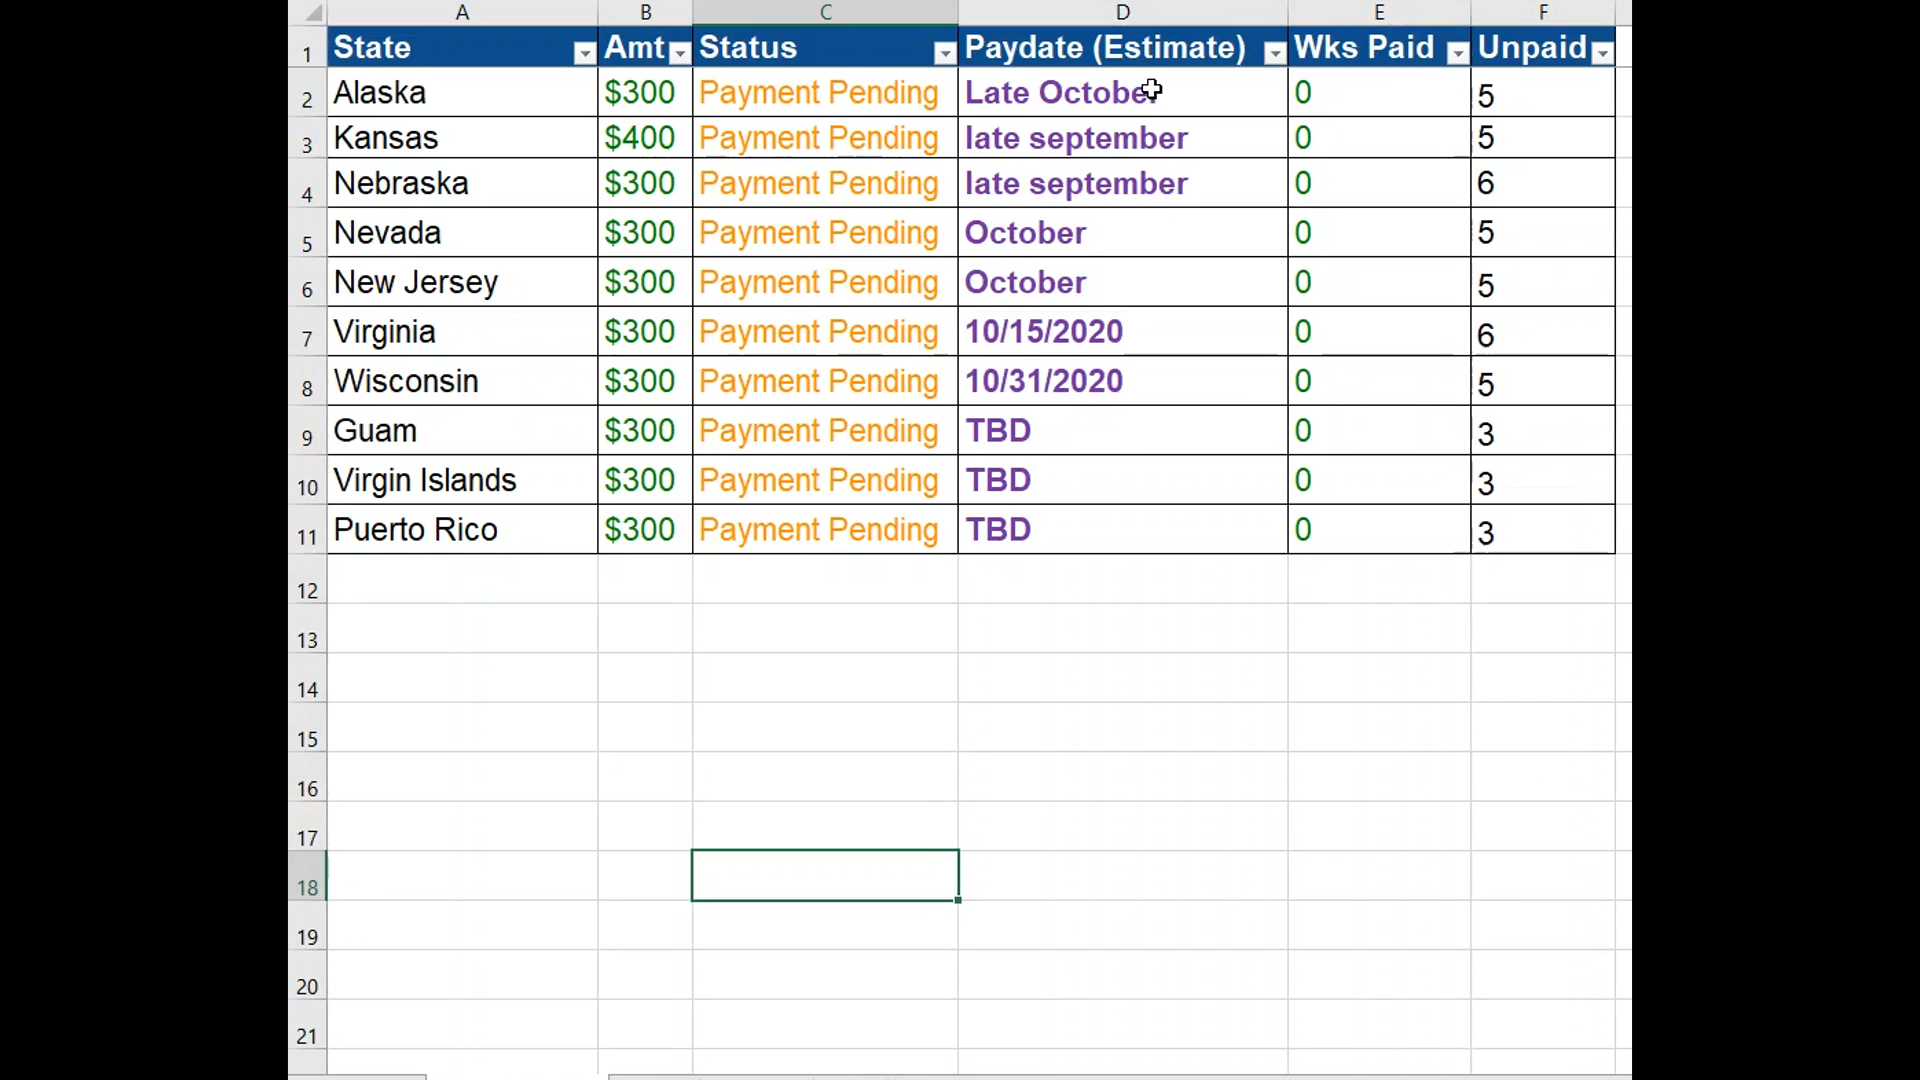 A B C D E F
1 State Amt Status Paydate (Estimate) Wks Paid Unpaid
2 Alaska $300 Payment Pending Late October 0 5
3 Kansas $400 Payment Pending late september 0 5
4 Nebraska $300 Payment Pending late september 0 6
5 Nevada $300 Payment Pending October 0 5
6 New Jersey $300 Payment Pending October 0 5
7 Virginia $300 Payment Pending 10/15/2020 0 6
8 Wisconsin $300 Payment Pending 10/31/2020 0 5
9 Guam $300 Payment Pending TBD 0 3
10 Virgin Islands $300 Payment Pending TBD 0 3
11 Puerto Rico $300 Payment Pending TBD 0 3
12
13
14
15
16
17
18
19
20
21